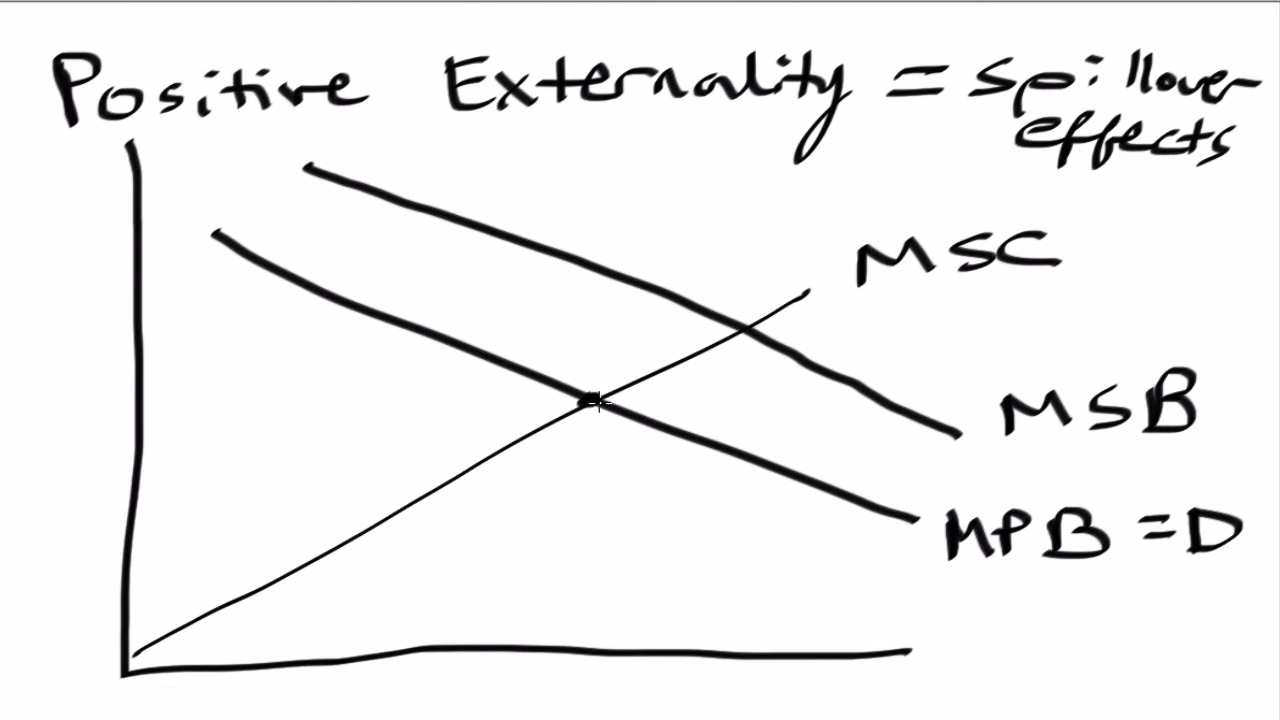 Positive Externality = spillover
effects
MSC
MSB
MPB = D